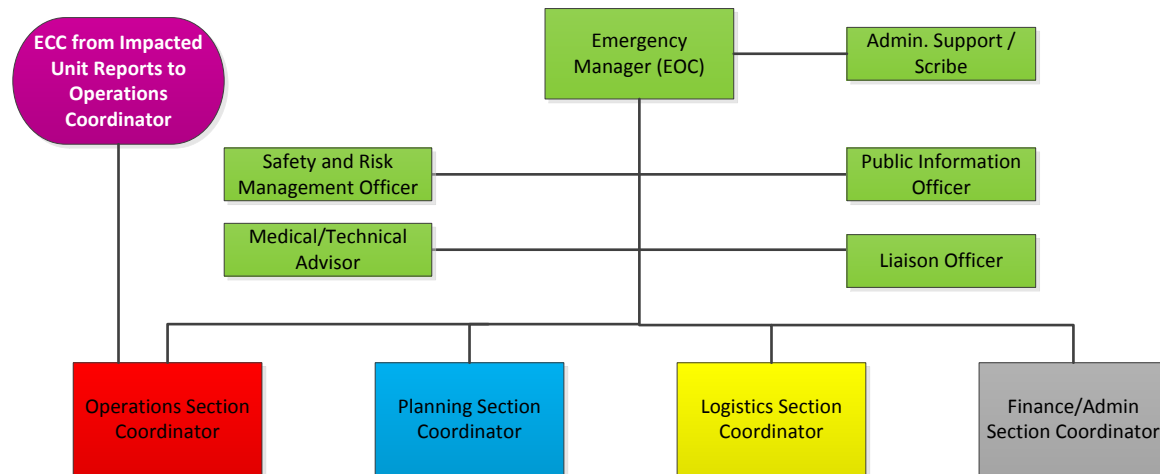 ECC from Impacted
Unit Reports to
Operations
Coordinator
Emergency
Manager (EOC)
Admin. Support /
Scribe
Safety and Risk
Management Officer
Public Information
Officer
Medical/Technical
Advisor
Liaison Officer
Operations Section
Coordinator
Planning Section
Coordinator
Logistics Section
Coordinator
Finance/Admin
Section Coordinator